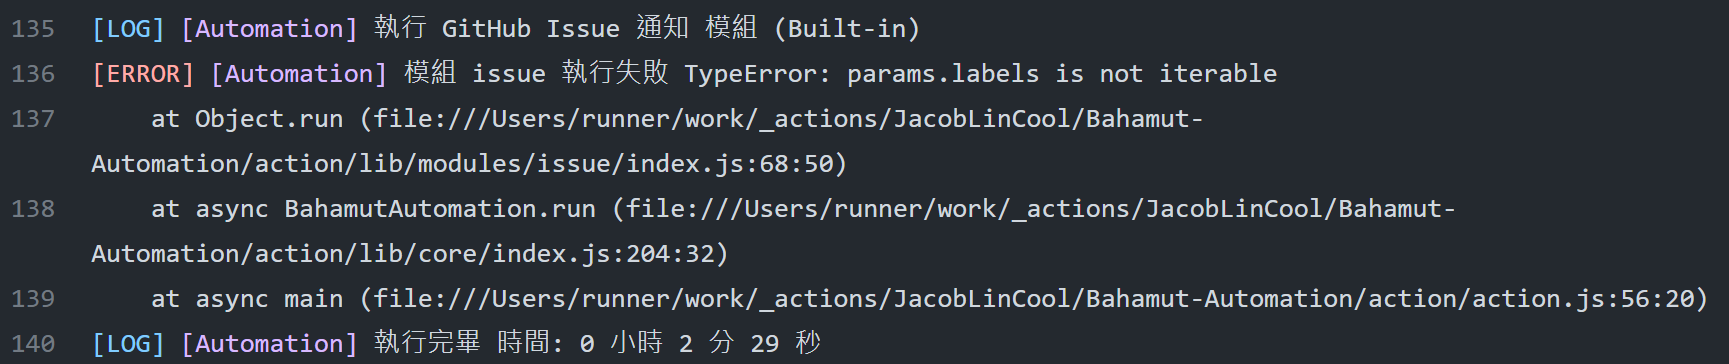 135 [LOG] [Automation] 執行 GitHub Issue 通知 模組 (Built-in)
136 [ERROR] [Automation] 模組 issue 執行失敗 TypeError: params.labels is not iterable
137     at Object.run (file:///Users/runner/work/_actions/JacobLinCool/Bahamut-
Automation/action/lib/modules/issue/index.js:68:50)
138     at async BahamutAutomation.run (file:///Users/runner/work/_actions/JacobLinCool/Bahamut-
Automation/action/lib/core/index.js:204:32)
139     at async main (file:///Users/runner/work/_actions/JacobLinCool/Bahamut-Automation/action/action.js:56:20)
140 [LOG] [Automation] 執行完畢 時間: 0 小時 2 分 29 秒